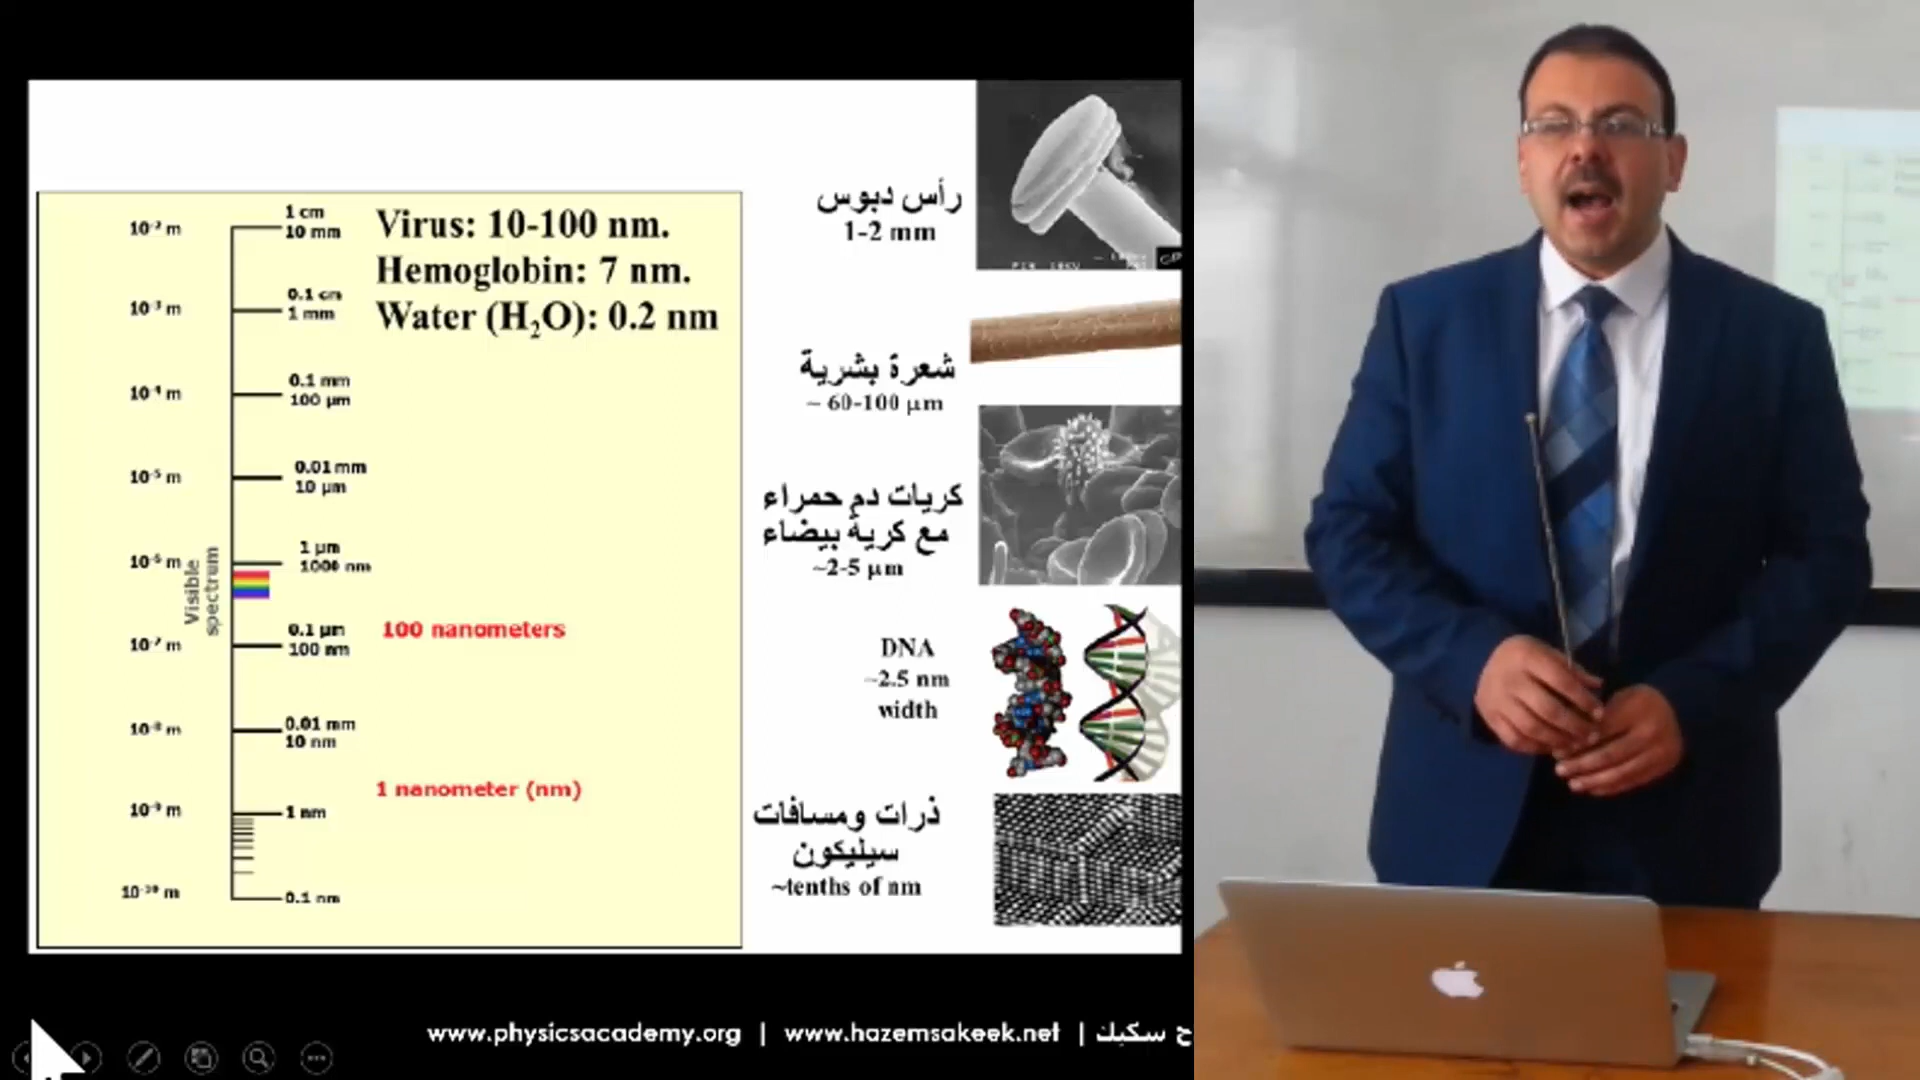 10⁻² m
1 cm
10 mm
Virus: 10-100 nm.
Hemoglobin: 7 nm.
Water (H₂O): 0.2 nm
10⁻³ m
0.1 cm
1 mm
10⁻⁴ m
0.1 mm
100 µm
10⁻⁵ m
0.01 mm
10 µm
10⁻⁶ m
1 µm
1000 nm
Visible
spectrum
10⁻⁷ m
0.1 µm
100 nm
100 nanometers
10⁻⁸ m
0.01 mm
10 nm
1 nanometer (nm)
10⁻⁹ m
1 nm
10⁻¹⁰ m
0.1 nm
رأس دبوس
1-2 mm
شعرة بشرية
~ 60-100 µm
كريات دم حمراء
مع كرية بيضاء
~2-5 µm
DNA
~2.5 nm
width
ذرات ومسافات
سيليكون
~tenths of nm
www.physicsacademy.org | www.hazemsakeek.net | ح سكيك